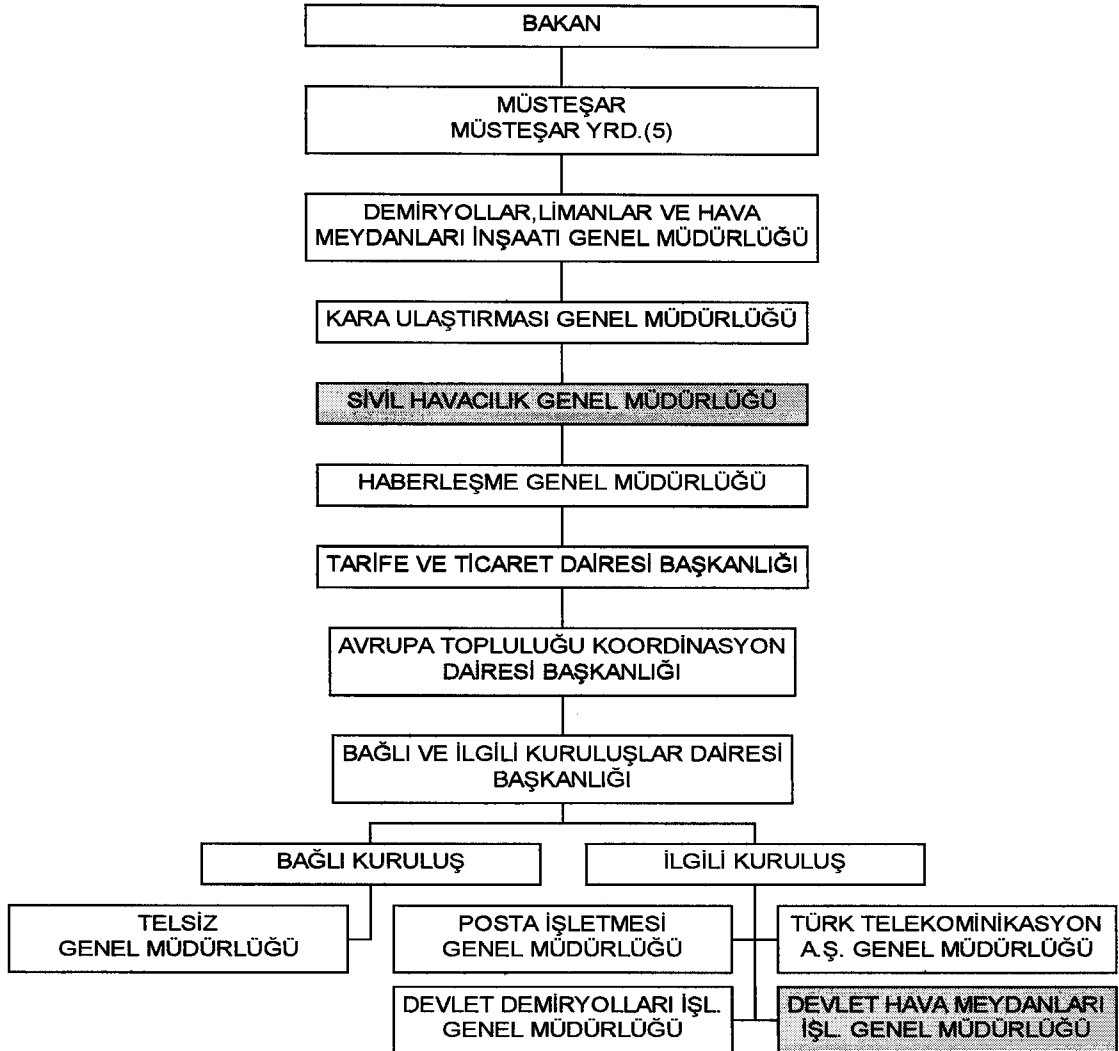 BAKAN
MÜSTEŞAR
MÜSTEŞAR YRD.(5)
DEMİRYOLLAR,LİMANLAR VE HAVA
MEYDANLARI İNŞAATI GENEL MÜDÜRLÜĞÜ
KARA ULAŞTIRMASI GENEL MÜDÜRLÜĞÜ
SİVİL HAVACILIK GENEL MÜDÜRLÜĞÜ
HABERLEŞME GENEL MÜDÜRLÜĞÜ
TARİFE VE TİCARET DAİRESİ BAŞKANLIĞI
AVRUPA TOPLULUĞU KOORDİNASYON
DAİRESİ BAŞKANLIĞI
BAĞLI VE İLGİLİ KURULUŞLAR DAİRESİ
BAŞKANLIĞI
BAĞLI KURULUŞ
İLGİLİ KURULUŞ
TELSİZ
GENEL MÜDÜRLÜĞÜ
POSTA İŞLETMESİ
GENEL MÜDÜRLÜĞÜ
TÜRK TELEKOMİNİKASYON
A.Ş. GENEL MÜDÜRLÜĞÜ
DEVLET DEMİRYOLLARI İŞL.
GENEL MÜDÜRLÜĞÜ
DEVLET HAVA MEYDANLARI
İŞL. GENEL MÜDÜRLÜĞÜ